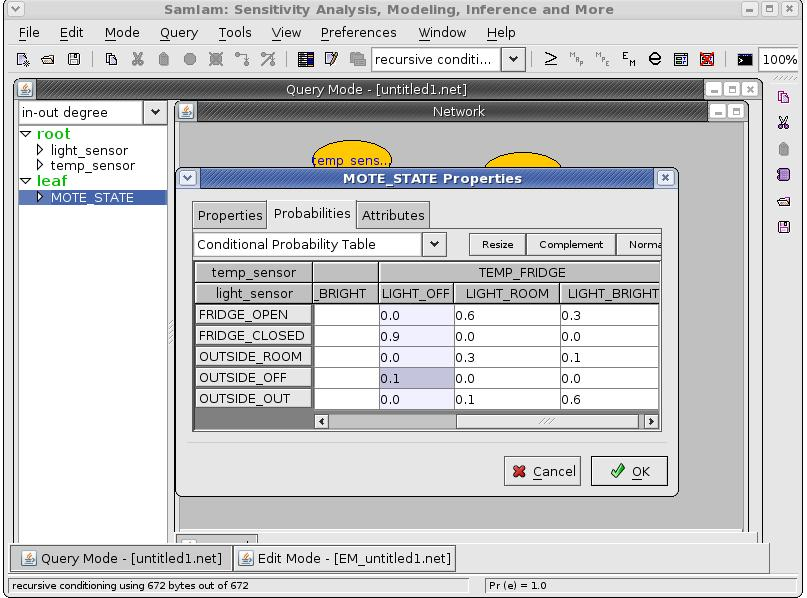 SamIam: Sensitivity Analysis, Modeling, Inference and More
File Edit Mode Query Tools View Preferences Window Help
recursive conditi... 100%
Query Mode - [untitled1.net]
in-out degree
Network
root
light_sensor
temp_sensor
leaf
MOTE_STATE
temp_sens...
MOTE_STATE Properties
Properties Probabilities Attributes
Conditional Probability Table Resize Complement Norma
temp_sensor TEMP_FRIDGE
light_sensor _BRIGHT LIGHT_OFF LIGHT_ROOM LIGHT_BRIGHT
FRIDGE_OPEN 0.0 0.6 0.3
FRIDGE_CLOSED 0.9 0.0 0.0
OUTSIDE_ROOM 0.0 0.3 0.1
OUTSIDE_OFF 0.1 0.0 0.0
OUTSIDE_OUT 0.0 0.1 0.6
Cancel OK
Query Mode - [untitled1.net] Edit Mode - [EM_untitled1.net]
recursive conditioning using 672 bytes out of 672 Pr (e) = 1.0